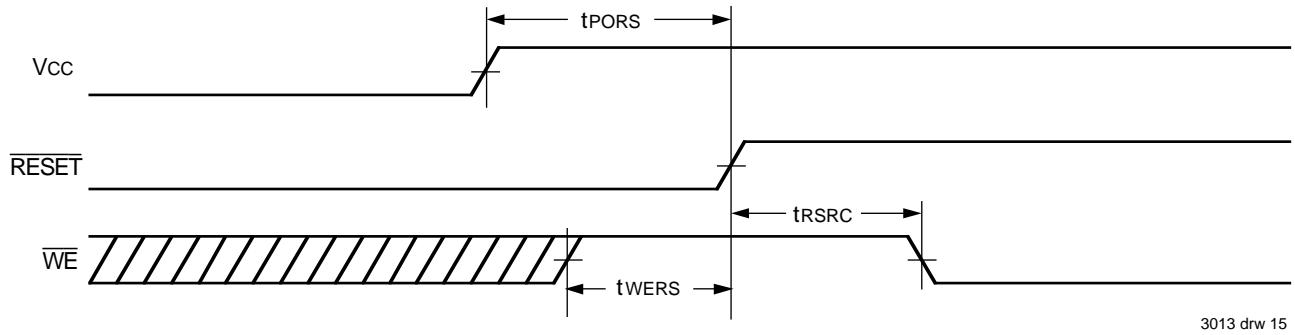 tPORS
VCC
RESET
tRSRC
WE
tWERS
3013 drw 15